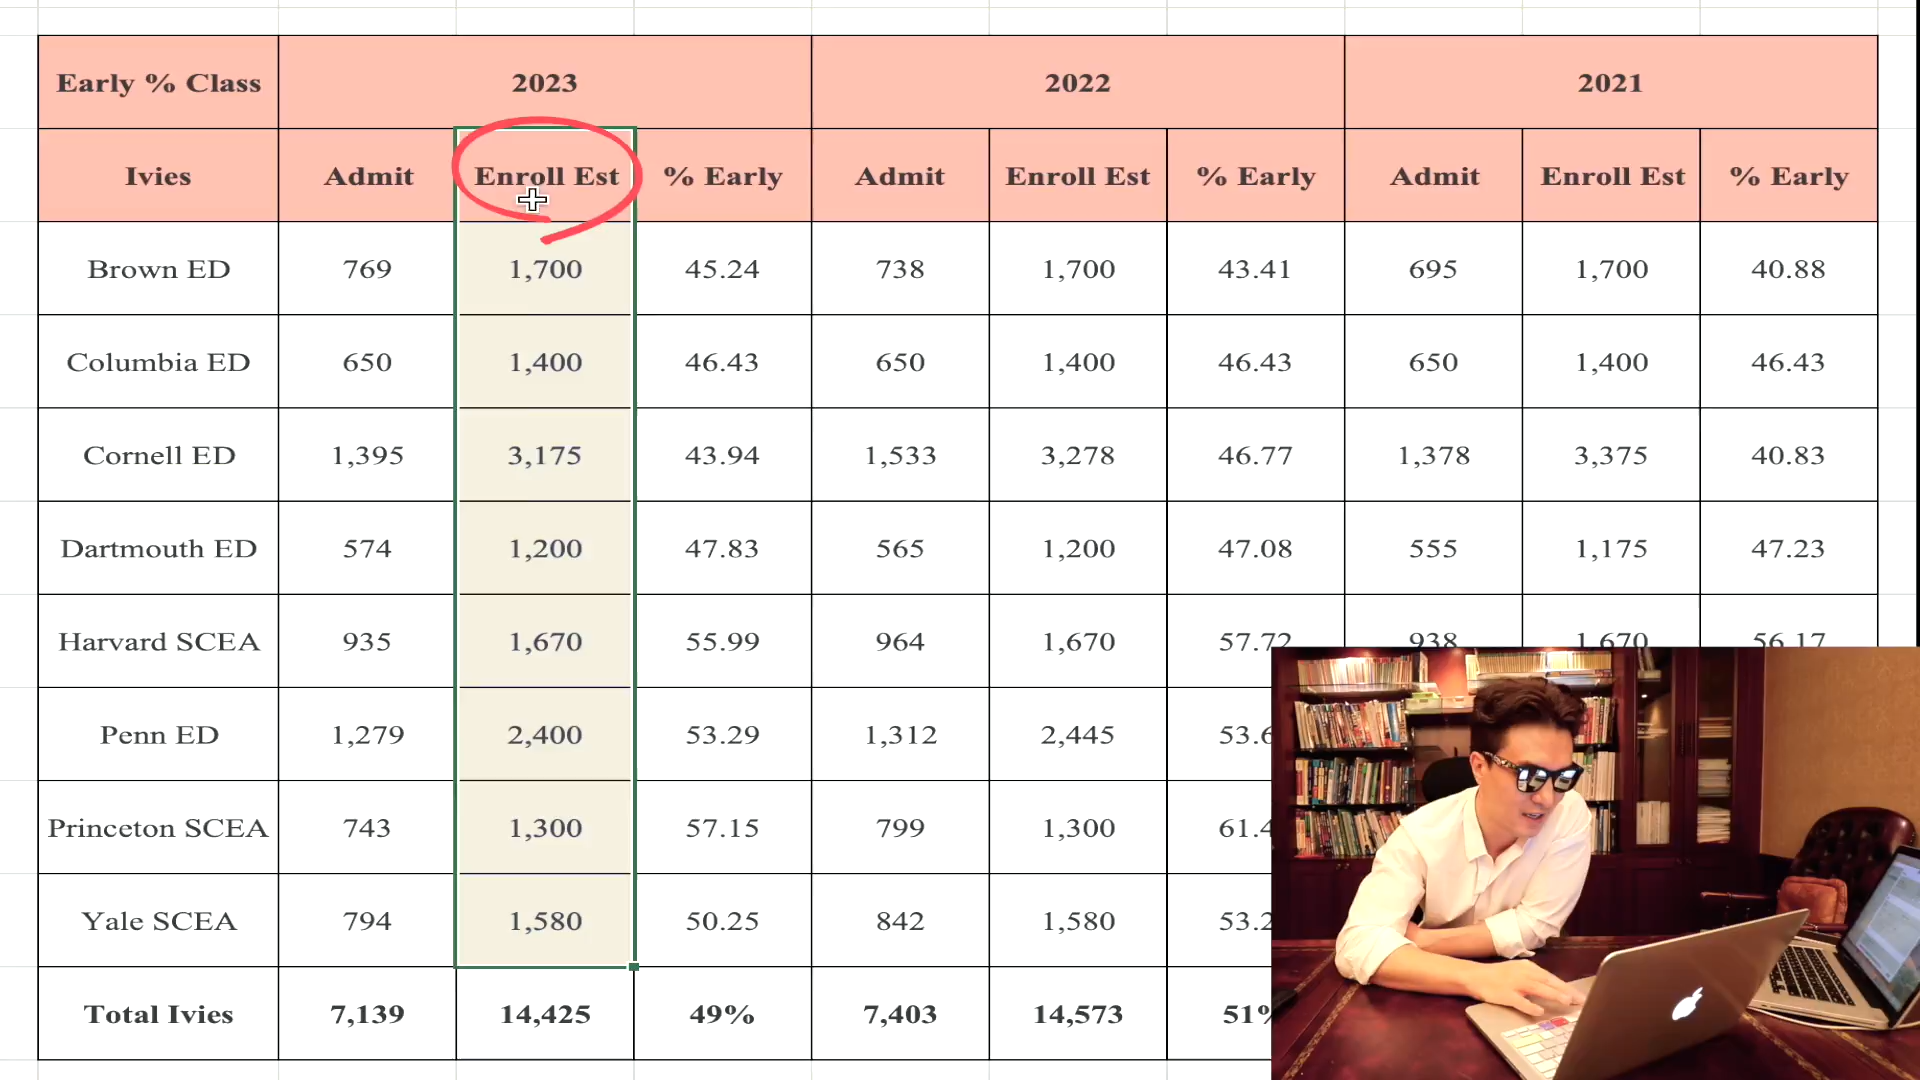 Early % Class 2023 2022 2021
Ivies Admit Enroll Est % Early Admit Enroll Est % Early Admit Enroll Est % Early
Brown ED 769 1,700 45.24 738 1,700 43.41 695 1,700 40.88
Columbia ED 650 1,400 46.43 650 1,400 46.43 650 1,400 46.43
Cornell ED 1,395 3,175 43.94 1,533 3,278 46.77 1,378 3,375 40.83
Dartmouth ED 574 1,200 47.83 565 1,200 47.08 555 1,175 47.23
Harvard SCEA 935 1,670 55.99 964 1,670 57.72 938 1,670 56.17
Penn ED 1,279 2,400 53.29 1,312 2,445
Princeton SCEA 743 1,300 57.15 799 1,300
Yale SCEA 794 1,580 50.25 842 1,580
Total Ivies 7,139 14,425 49% 7,403 14,573